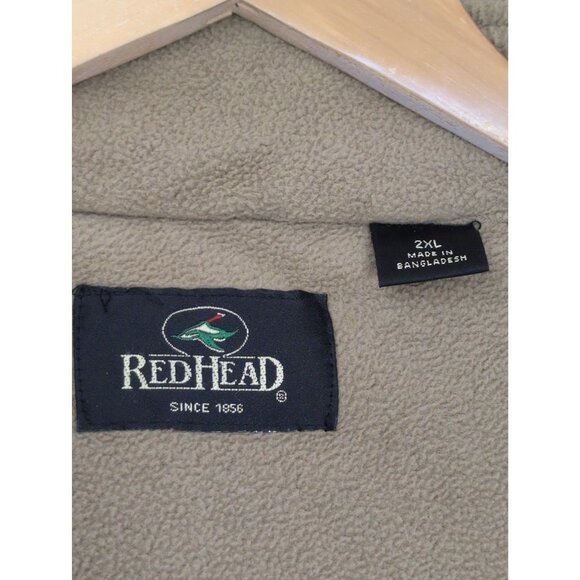 2XL
MADE IN
BANGLADESH
REDHEAD®
SINCE 1856